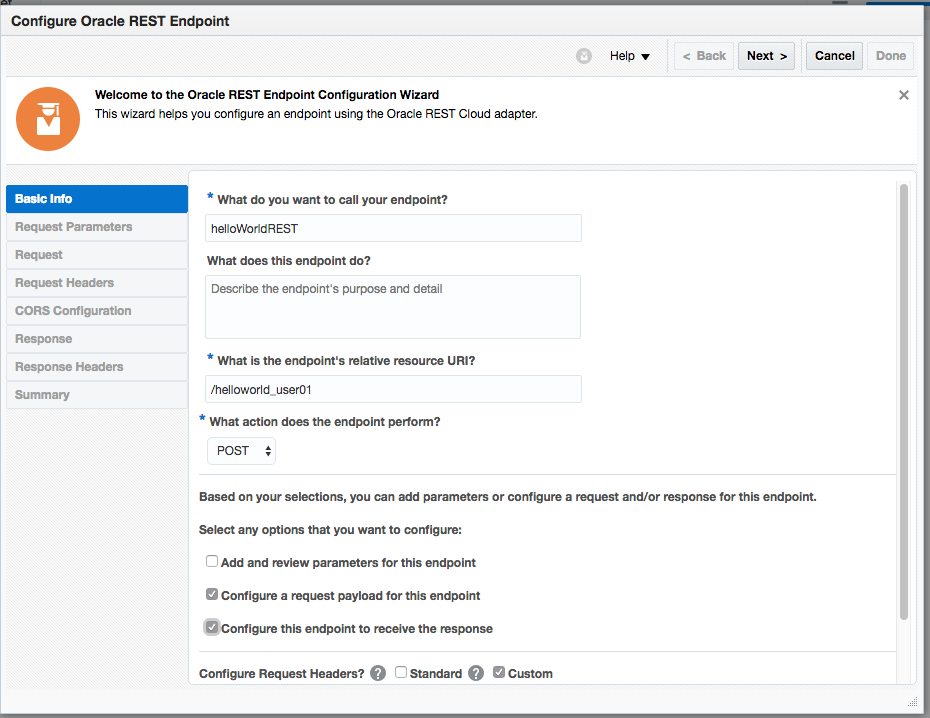 Configure Oracle REST Endpoint
Help
< Back
Next >
Cancel
Done
Welcome to the Oracle REST Endpoint Configuration Wizard
This wizard helps you configure an endpoint using the Oracle REST Cloud adapter.
Basic Info
Request Parameters
Request
Request Headers
CORS Configuration
Response
Response Headers
Summary
* What do you want to call your endpoint?
helloWorldREST
What does this endpoint do?
Describe the endpoint's purpose and detail
* What is the endpoint's relative resource URI?
/helloworld_user01
* What action does the endpoint perform?
POST
Based on your selections, you can add parameters or configure a request and/or response for this endpoint.
Select any options that you want to configure:
Add and review parameters for this endpoint
Configure a request payload for this endpoint
Configure this endpoint to receive the response
Configure Request Headers? ? Standard ? Custom